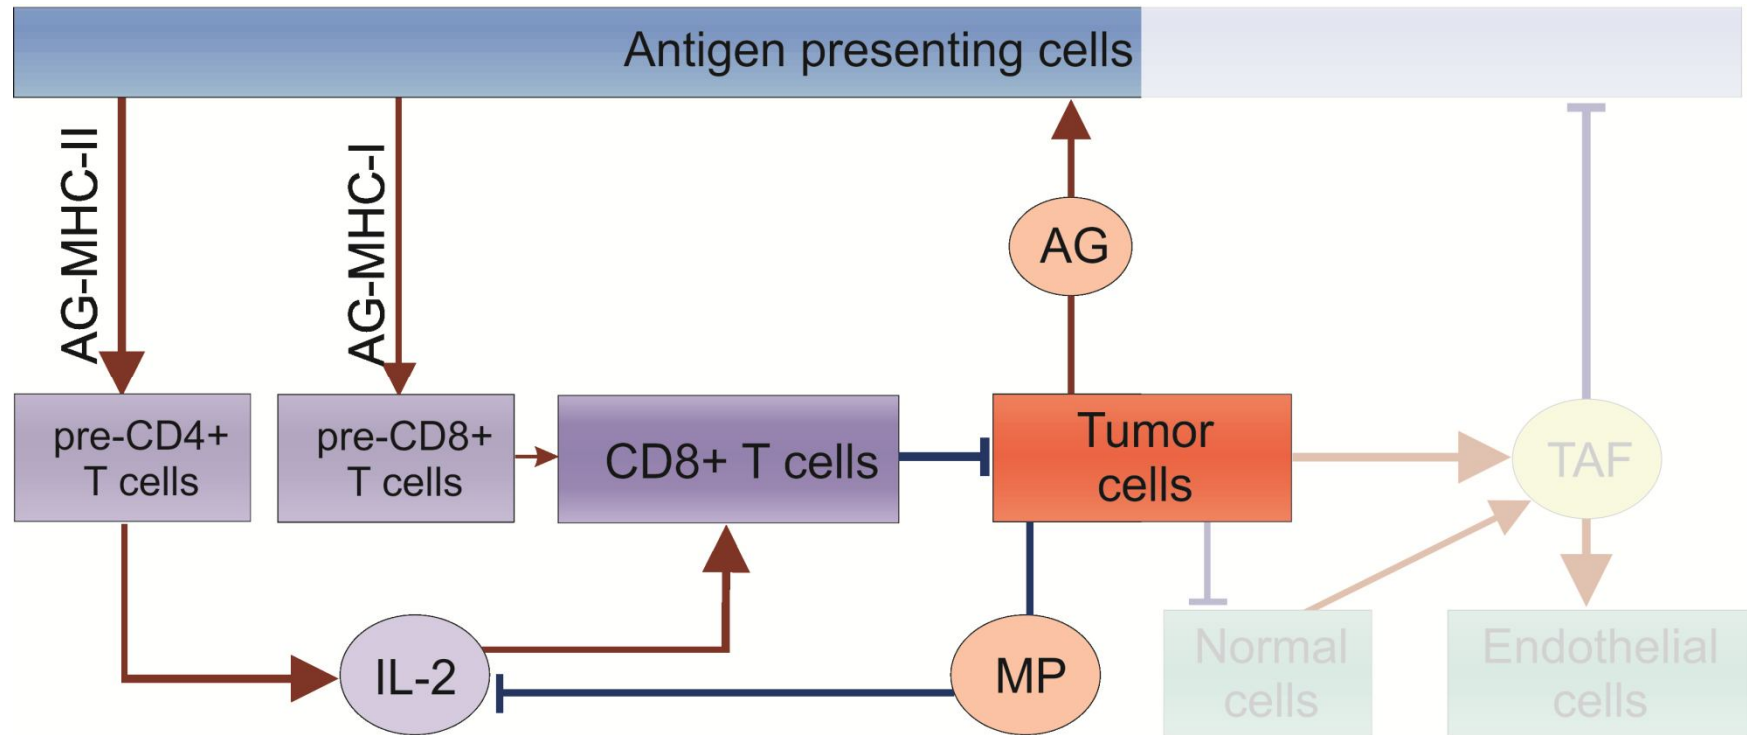 Antigen presenting cells
AG-MHC-II
AG-MHC-I
AG
pre-CD4+
T cells
pre-CD8+
T cells
CD8+ T cells
Tumor
cells
TAF
IL-2
MP
Normal
cells
Endothelial
cells